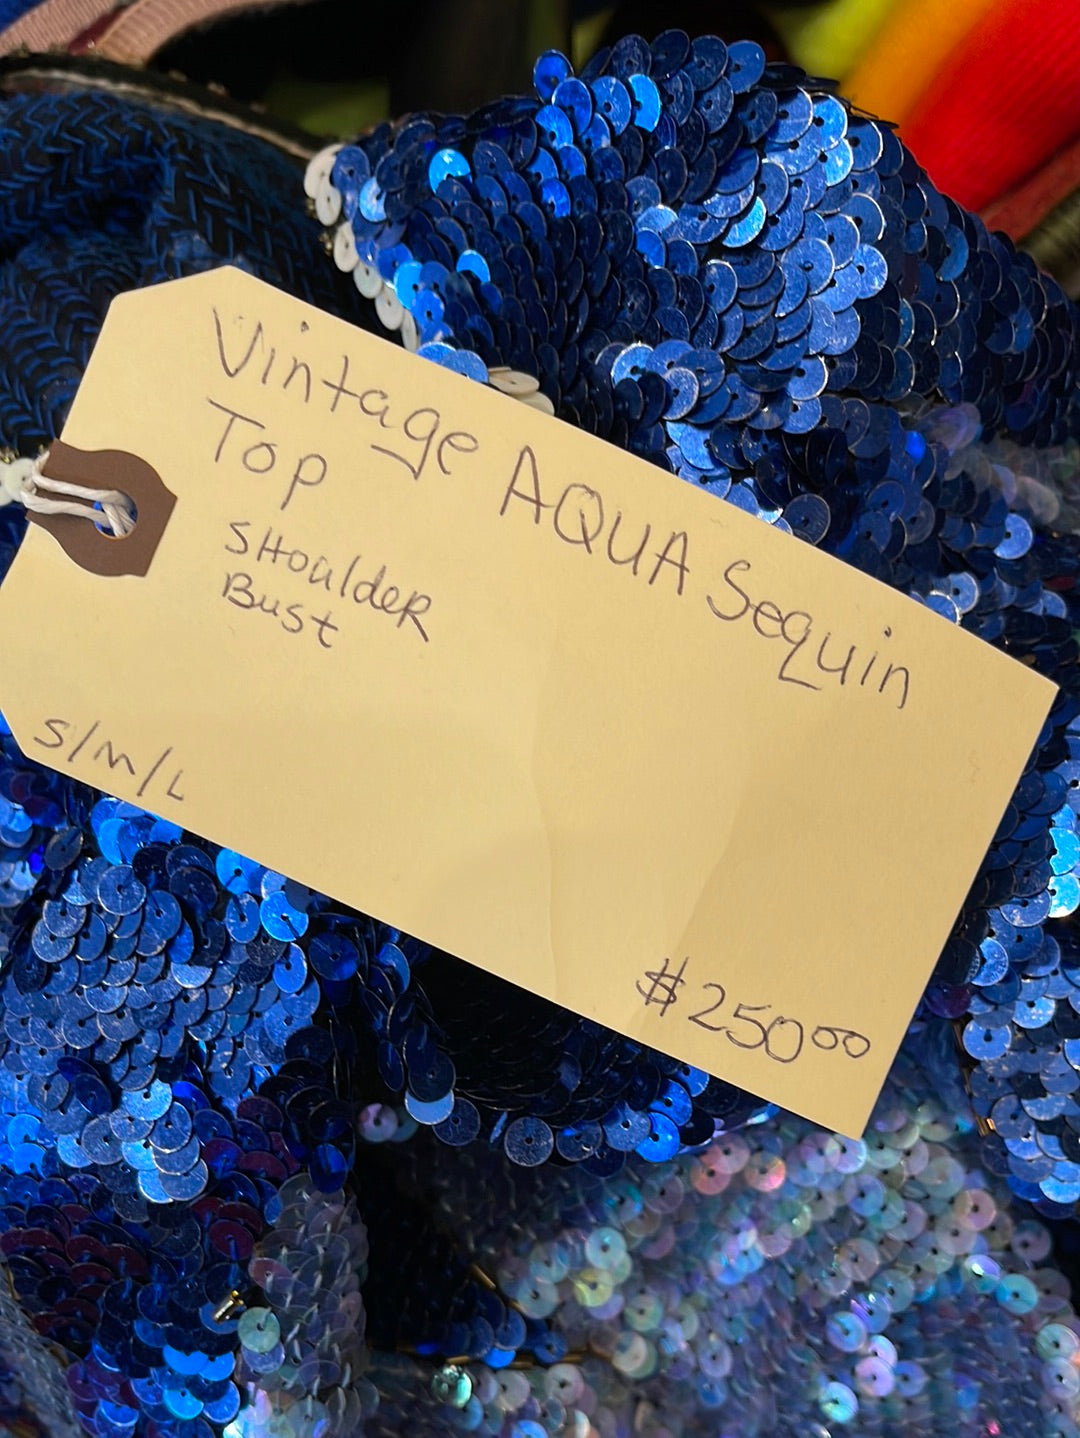 Vintage AQUA Sequin
Top
SHoulder
Bust
S/M/L
$250.00